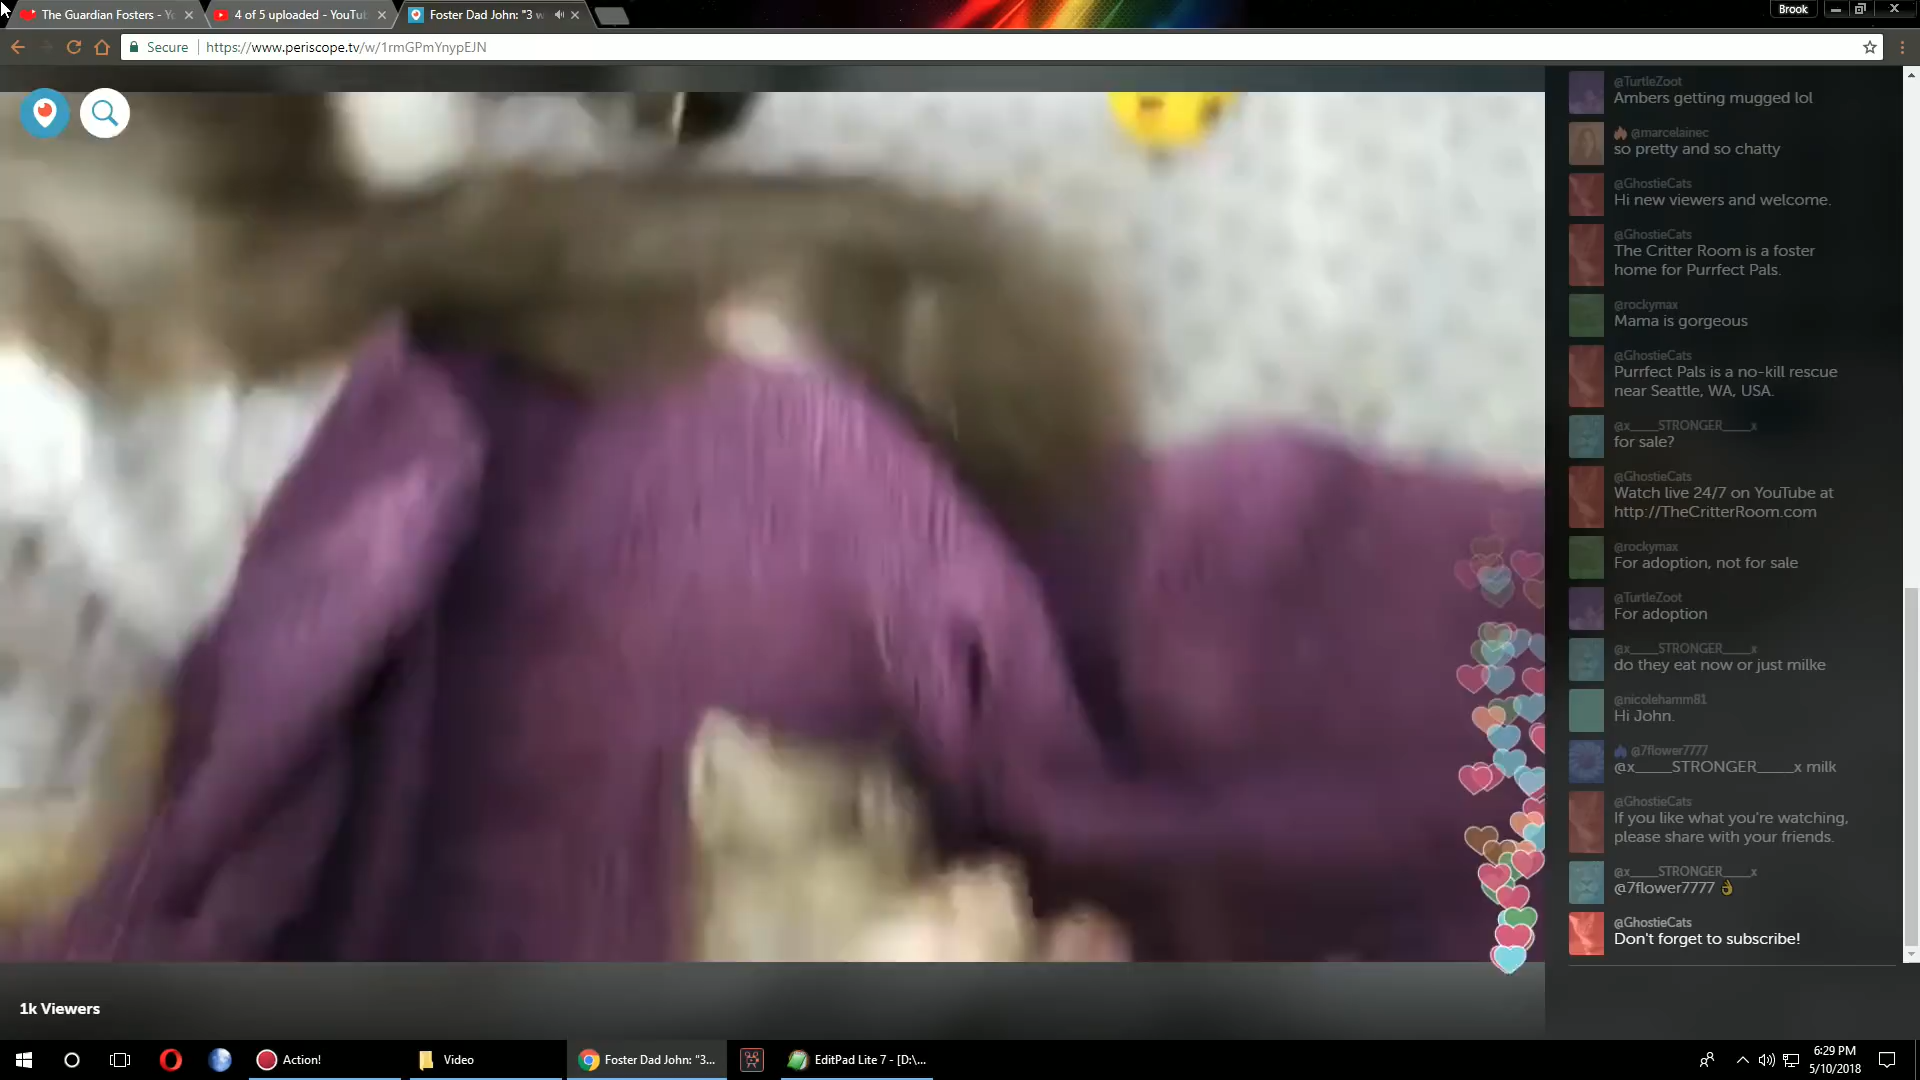 The Guardian Fosters - Yo
4 of 5 uploaded - YouTub
Foster Dad John: "3 w
Brook
Secure
https://www.periscope.tv/w/1rmGPmYnypEJN
@TurtleZoot
Ambers getting mugged lol
@marcelainec
so pretty and so chatty
@GhostieCats
Hi new viewers and welcome.
@GhostieCats
The Critter Room is a foster
home for Purrfect Pals.
@rockymax
Mama is gorgeous
@GhostieCats
Purrfect Pals is a no-kill rescue
near Seattle, WA, USA.
@x_____STRONGER_____x
for sale?
@GhostieCats
Watch live 24/7 on YouTube at
http://TheCritterRoom.com
@rockymax
For adoption, not for sale
@TurtleZoot
For adoption
@x_____STRONGER_____x
do they eat now or just milke
@nicolehamm81
Hi John.
@7flower7777
@x_____STRONGER_____x milk
@GhostieCats
If you like what you're watching,
please share with your friends.
@x_____STRONGER_____x
@7flower7777 👌
@GhostieCats
Don't forget to subscribe!
1k Viewers
Action!
Video
Foster Dad John: "3...
EditPad Lite 7 - [D:\...
6:29 PM
5/10/2018